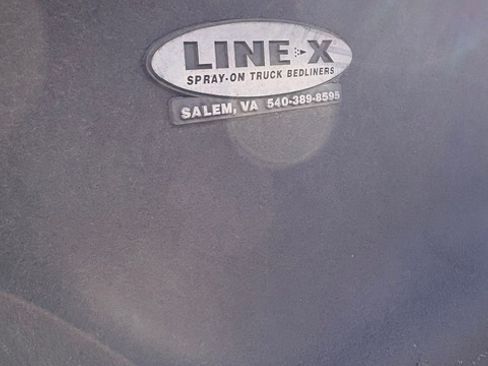 LINE-X
SPRAY-ON TRUCK BEDLINERS
SALEM, VA 540-389-8595